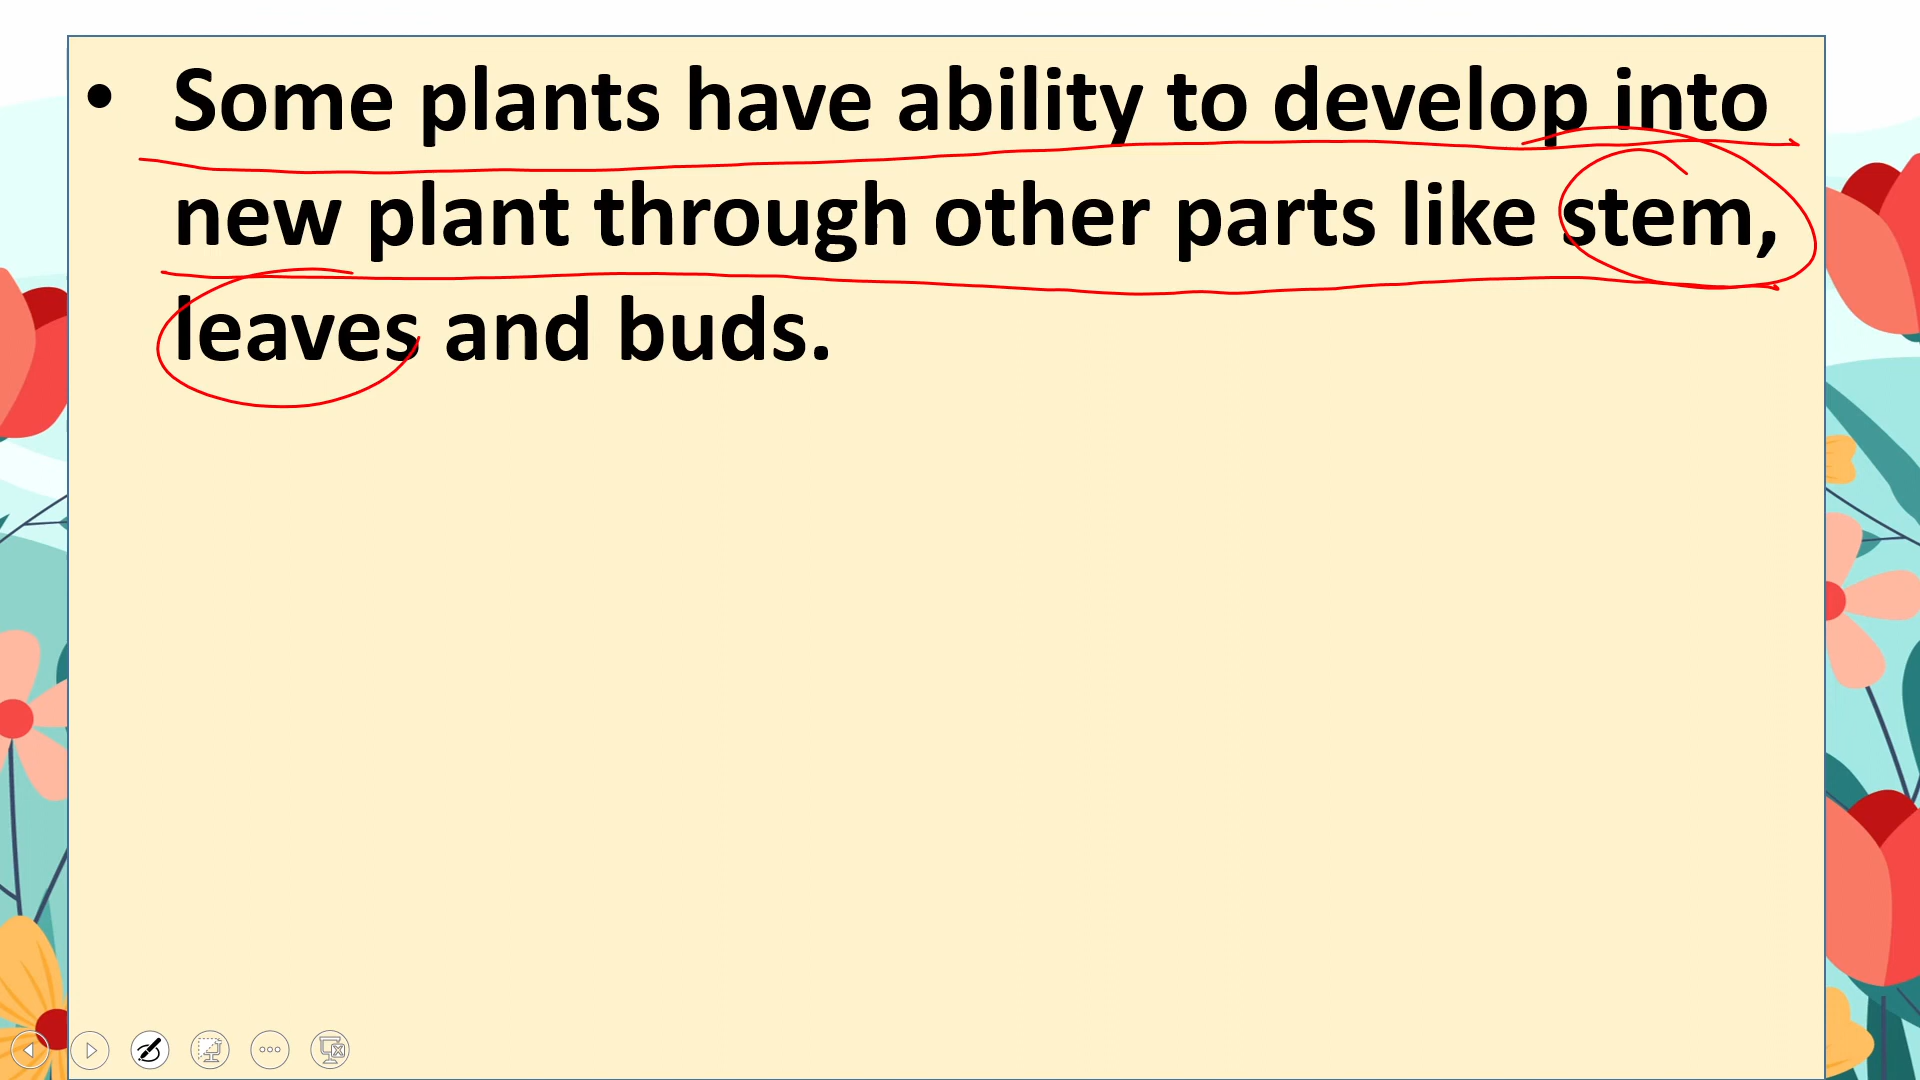 • Some plants have ability to develop into
new plant through other parts like stem,
leaves and buds.